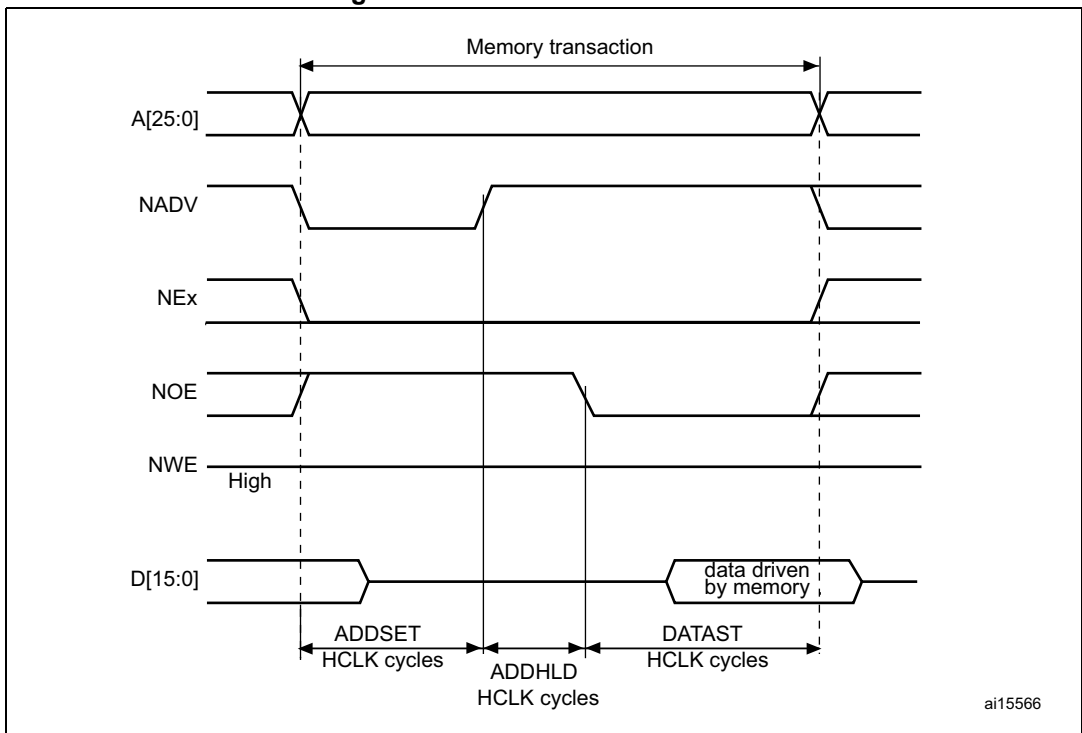 Memory transaction
A[25:0]
NADV
NEx
NOE
NWE
High
D[15:0]
data driven
by memory
ADDSET
HCLK cycles
ADDHLD
HCLK cycles
DATAST
HCLK cycles
ai15566